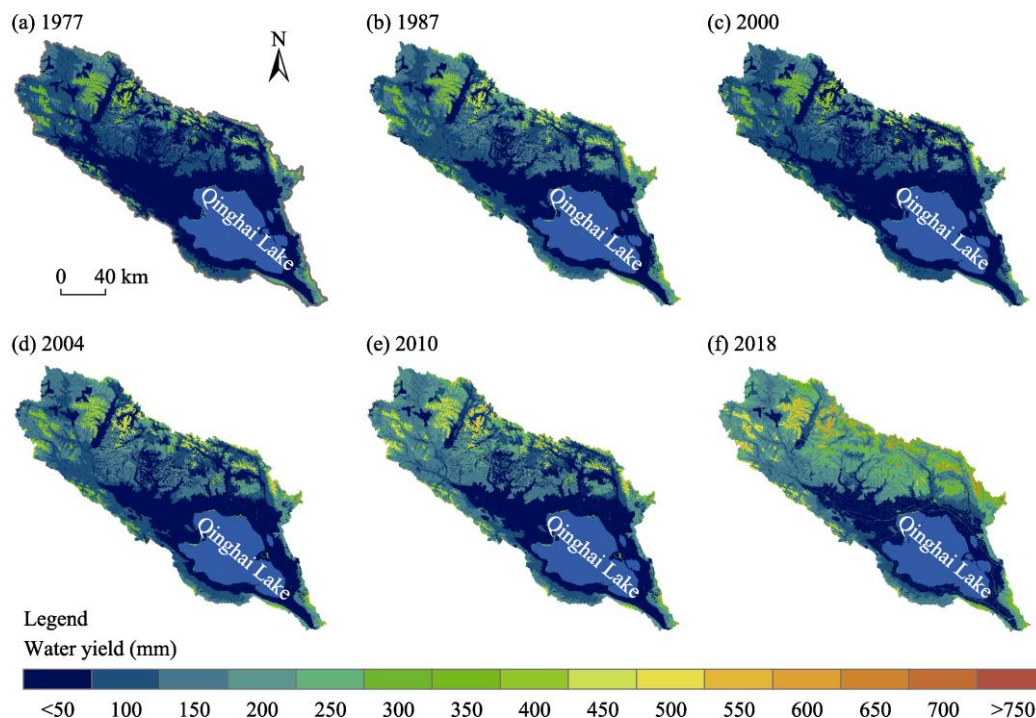 (a) 1977
(b) 1987
(c) 2000
N
Qinghai Lake
Qinghai Lake
Qinghai Lake
0 40 km
(d) 2004
(e) 2010
(f) 2018
Qinghai Lake
Qinghai Lake
Qinghai Lake
Legend
Water yield (mm)
<50 100 150 200 250 300 350 400 450 500 550 600 650 700 >750